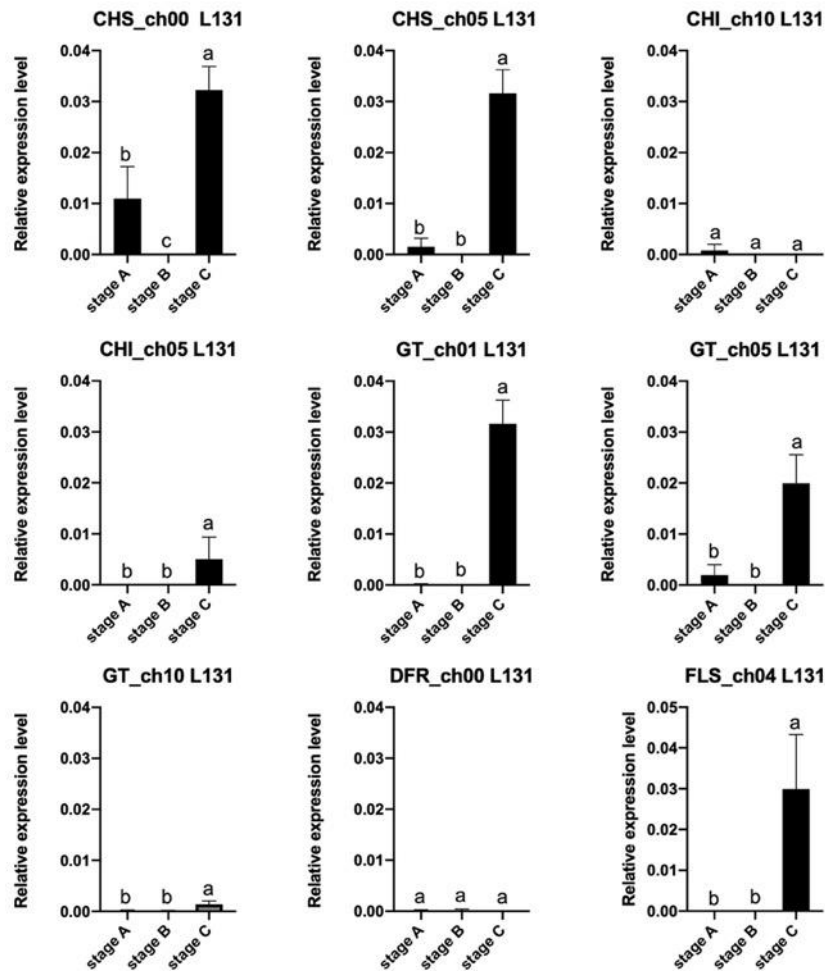 CHS_ch00 L131
CHS_ch05 L131
CHI_ch10 L131
Relative expression level
0.04
0.03
0.02
0.01
0.00
b
c
a
stage A
stage B
stage C
Relative expression level
0.04
0.03
0.02
0.01
0.00
b
b
a
stage A
stage B
stage C
Relative expression level
0.04
0.03
0.02
0.01
0.00
a
a
a
stage A
stage B
stage C
CHI_ch05 L131
GT_ch01 L131
GT_ch05 L131
Relative expression level
0.04
0.03
0.02
0.01
0.00
b
b
a
stage A
stage B
stage C
Relative expression level
0.04
0.03
0.02
0.01
0.00
b
b
a
stage A
stage B
stage C
Relative expression level
0.04
0.03
0.02
0.01
0.00
b
b
a
stage A
stage B
stage C
GT_ch10 L131
DFR_ch00 L131
FLS_ch04 L131
Relative expression level
0.04
0.03
0.02
0.01
0.00
b
b
a
stage A
stage B
stage C
Relative expression level
0.04
0.03
0.02
0.01
0.00
a
a
a
stage A
stage B
stage C
Relative expression level
0.05
0.04
0.03
0.02
0.01
0.00
b
b
a
stage A
stage B
stage C